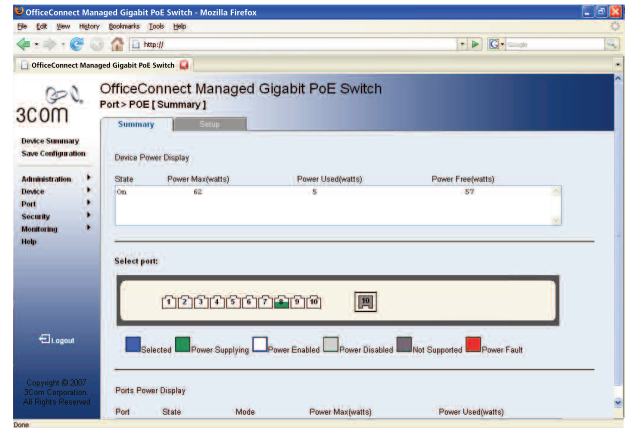 OfficeConnect Managed Gigabit PoE Switch - Mozilla Firefox
File Edit View History Bookmarks Tools Help
http://
Google
OfficeConnect Managed Gigabit PoE Switch
3COM
OfficeConnect Managed Gigabit PoE Switch
Port > POE [ Summary ]
Summary Setup
Device Summary
Save Configuration
Administration
Device
Port
Security
Monitoring
Help
Logout
Copyright © 2007
3Com Corporation.
All Rights Reserved.
Device Power Display
State Power Max(watts) Power Used(watts) Power Free(watts)
On 62 5 57
Select port:
1 2 3 4 5 6 7 8 9 10 10
Selected Power Supplying Power Enabled Power Disabled Not Supported Power Fault
Ports Power Display
Port State Mode Power Max(watts) Power Used(watts)
Done